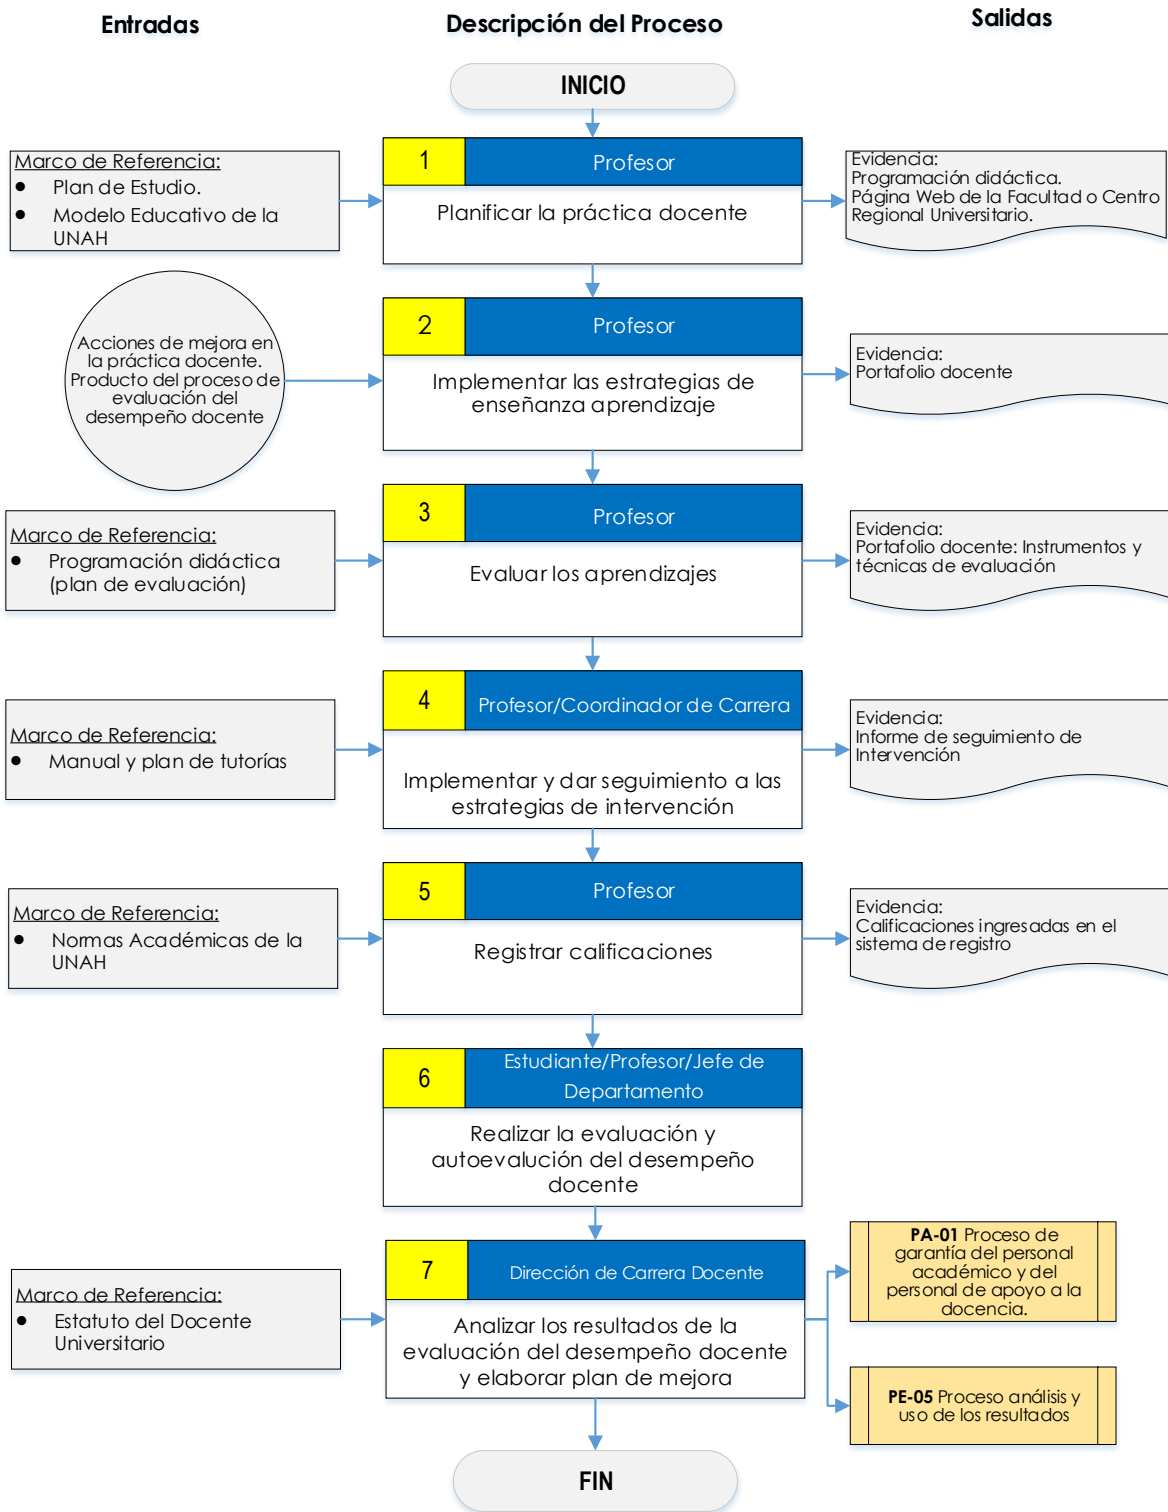 Entradas
Descripción del Proceso
Salidas
INICIO
Marco de Referencia:
● Plan de Estudio.
● Modelo Educativo de la
UNAH
1
Profesor
Planificar la práctica docente
Evidencia:
Programación didáctica.
Página Web de la Facultad o Centro
Regional Universitario.
Acciones de mejora en
la práctica docente.
Producto del proceso de
evaluación del
desempeño docente
2
Profesor
Implementar las estrategias de
enseñanza aprendizaje
Evidencia:
Portafolio docente
Marco de Referencia:
● Programación didáctica
(plan de evaluación)
3
Profesor
Evaluar los aprendizajes
Evidencia:
Portafolio docente: Instrumentos y
técnicas de evaluación
Marco de Referencia:
● Manual y plan de tutorías
4
Profesor/Coordinador de Carrera
Implementar y dar seguimiento a las
estrategias de intervención
Evidencia:
Informe de seguimiento de
Intervención
Marco de Referencia:
● Normas Académicas de la
UNAH
5
Profesor
Registrar calificaciones
Evidencia:
Calificaciones ingresadas en el
sistema de registro
6
Estudiante/Profesor/Jefe de
Departamento
Realizar la evaluación y
autoevalución del desempeño
docente
Marco de Referencia:
● Estatuto del Docente
Universitario
7
Dirección de Carrera Docente
Analizar los resultados de la
evaluación del desempeño docente
y elaborar plan de mejora
PA-01 Proceso de
garantía del personal
académico y del
personal de apoyo a la
docencia.
PE-05 Proceso análisis y
uso de los resultados
FIN